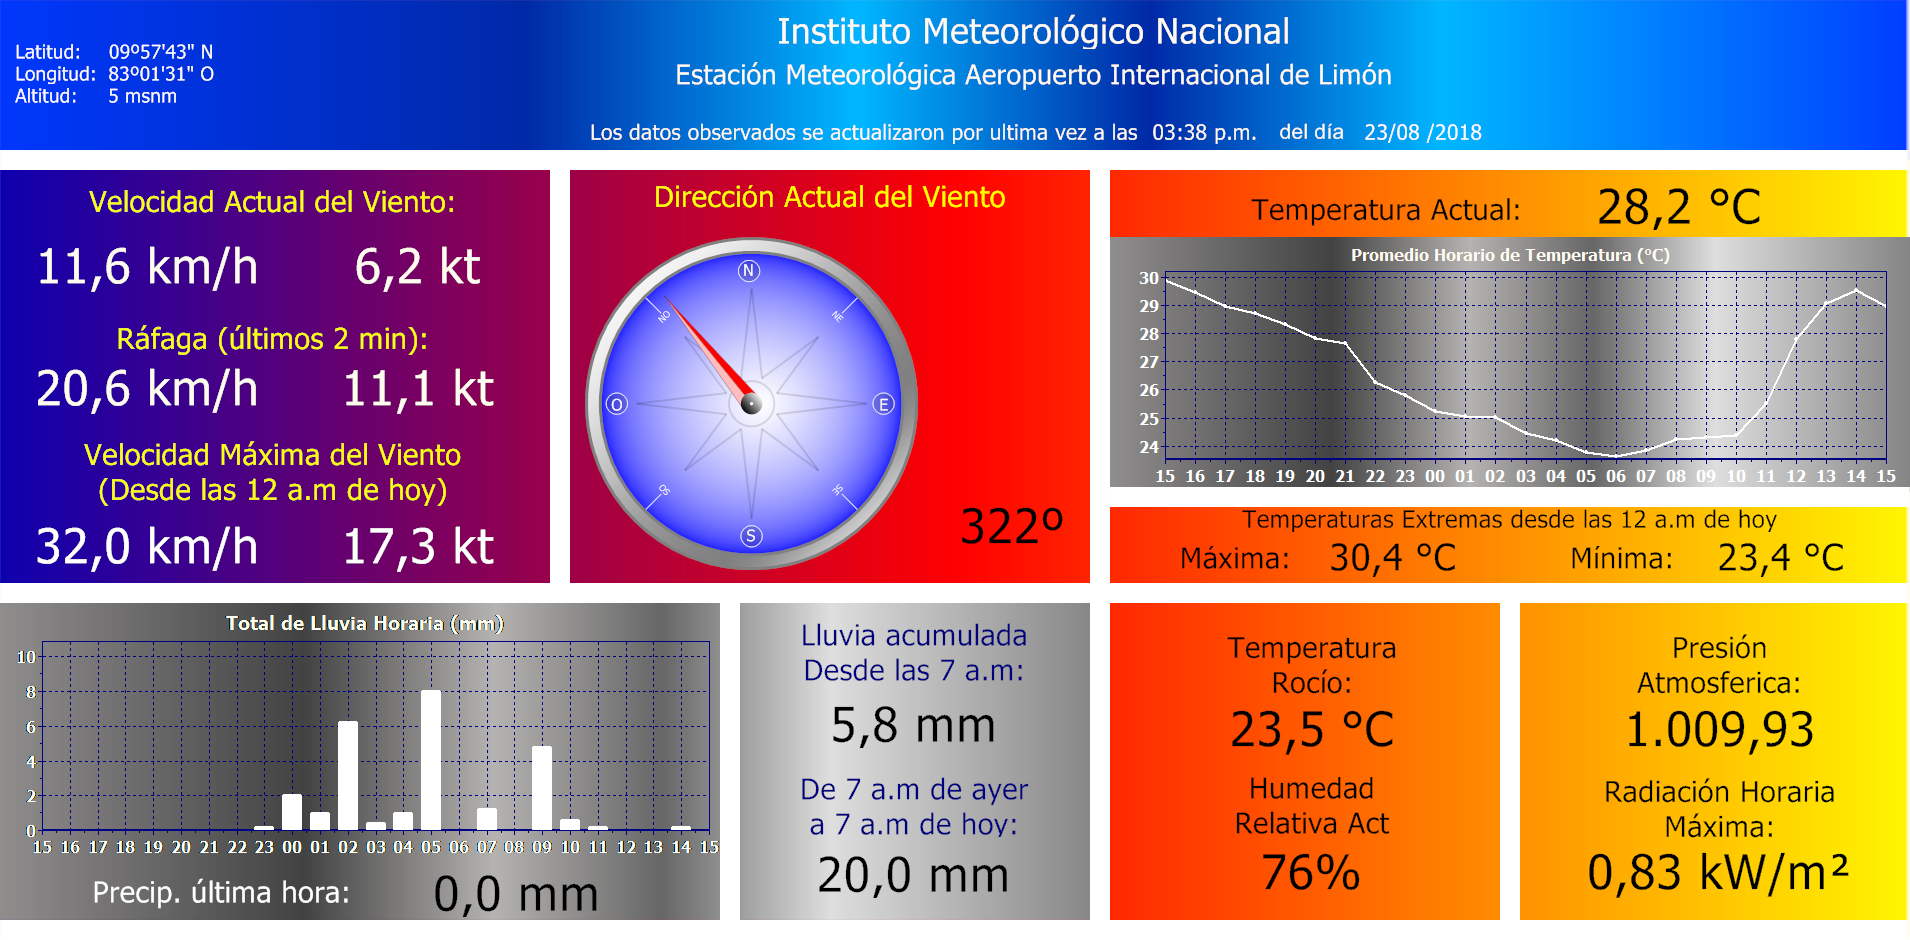 Instituto Meteorológico Nacional
Estación Meteorológica Aeropuerto Internacional de Limón
Latitud: 09º57'43" N
Longitud: 83º01'31" O
Altitud: 5 msnm
Los datos observados se actualizaron por ultima vez a las 03:38 p.m. del día 23/08 /2018
Velocidad Actual del Viento:
11,6 km/h 6,2 kt
Ráfaga (últimos 2 min):
20,6 km/h 11,1 kt
Velocidad Máxima del Viento
(Desde las 12 a.m de hoy)
32,0 km/h 17,3 kt
Dirección Actual del Viento
N
NO NE
O E
SO SE
S
322º
Temperatura Actual: 28,2 °C
Promedio Horario de Temperatura (°C)
30
29
28
27
26
25
24
15 16 17 18 19 20 21 22 23 00 01 02 03 04 05 06 07 08 09 10 11 12 13 14 15
Temperaturas Extremas desde las 12 a.m de hoy
Máxima: 30,4 °C Mínima: 23,4 °C
Total de Lluvia Horaria (mm)
10
8
6
4
2
0
15 16 17 18 19 20 21 22 23 00 01 02 03 04 05 06 07 08 09 10 11 12 13 14 15
Precip. última hora: 0,0 mm
Lluvia acumulada
Desde las 7 a.m:
5,8 mm
De 7 a.m de ayer
a 7 a.m de hoy:
20,0 mm
Temperatura
Rocío:
23,5 °C
Humedad
Relativa Act
76%
Presión
Atmosferica:
1.009,93
Radiación Horaria
Máxima:
0,83 kW/m²